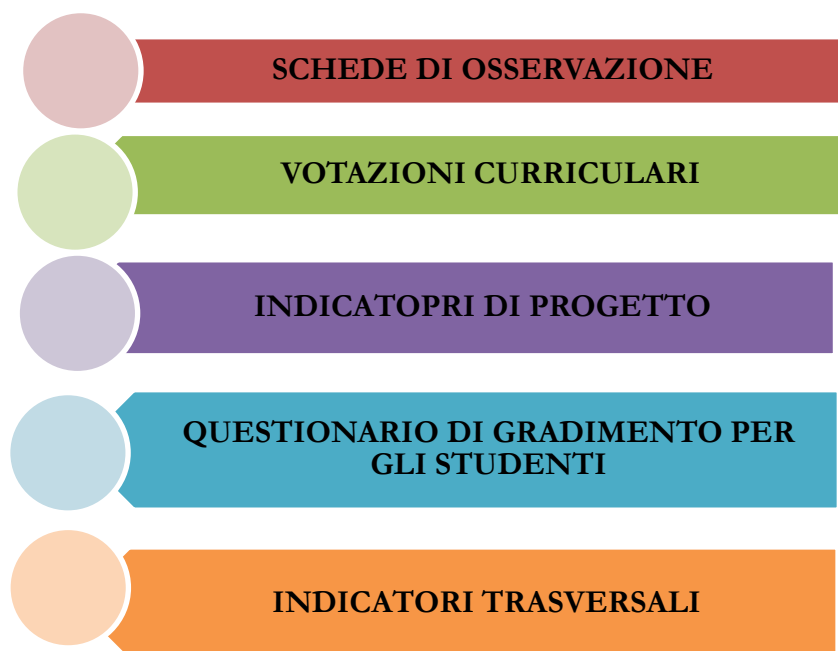 SCHEDE DI OSSERVAZIONE
VOTAZIONI CURRICULARI
INDICATOPRI DI PROGETTO
QUESTIONARIO DI GRADIMENTO PER
GLI STUDENTI
INDICATORI TRASVERSALI